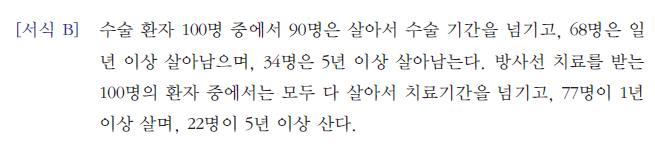 [서식 B] 수술 환자 100명 중에서 90명은 살아서 수술 기간을 넘기고, 68명은 일
년 이상 살아남으며, 34명은 5년 이상 살아남는다. 방사선 치료를 받는
100명의 환자 중에서는 모두 다 살아서 치료기간을 넘기고, 77명이 1년
이상 살며, 22명이 5년 이상 산다.